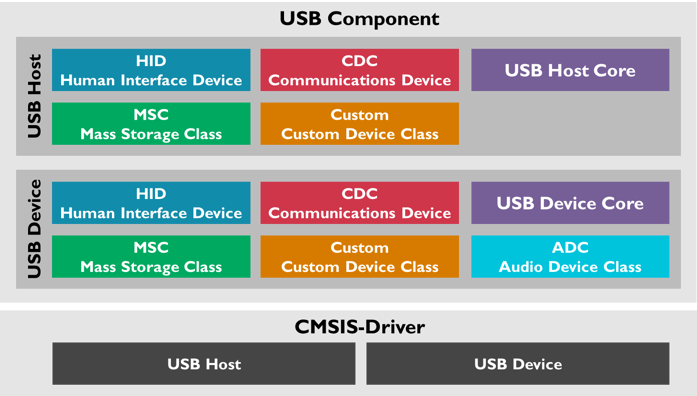 USB Component
USB Host
HID
Human Interface Device
CDC
Communications Device
USB Host Core
MSC
Mass Storage Class
Custom
Custom Device Class
USB Device
HID
Human Interface Device
CDC
Communications Device
USB Device Core
MSC
Mass Storage Class
Custom
Custom Device Class
ADC
Audio Device Class
CMSIS-Driver
USB Host
USB Device